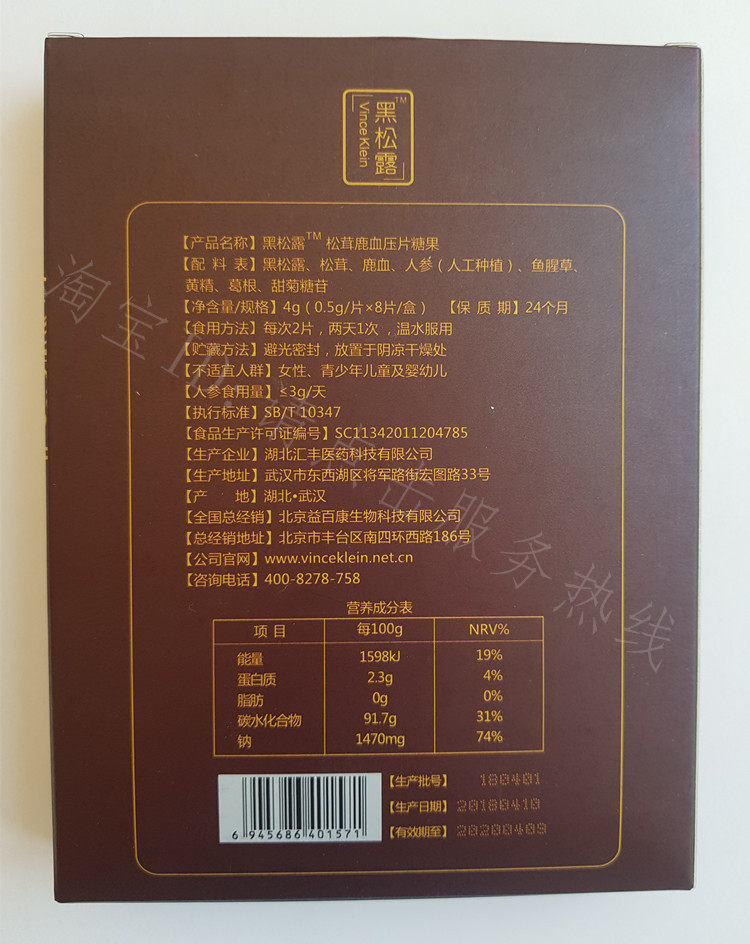 黑松露™
Vince Klein
【产品名称】黑松露™ 松茸鹿血压片糖果
【配 料 表】黑松露、松茸、鹿血、人参（人工种植）、鱼腥草、
黄精、葛根、甜菊糖苷
【净含量/规格】4g（0.5g/片×8片/盒） 【保 质 期】24个月
【食用方法】每次2片，两天1次，温水服用
【贮藏方法】避光密封，放置于阴凉干燥处
【不适宜人群】女性、青少年儿童及婴幼儿
【人参食用量】≤3g/天
【执行标准】SB/T 10347
【食品生产许可证编号】SC11342011204785
【生产企业】湖北汇丰医药科技有限公司
【生产地址】武汉市东西湖区将军路街宏图路33号
【产 地】湖北•武汉
【全国总经销】北京益百康生物科技有限公司
【总经销地址】北京市丰台区南四环西路186号
【公司官网】www.vinceklein.net.cn
【咨询电话】400-8278-758
营养成分表
项 目 每100g NRV%
能量 1598kJ 19%
蛋白质 2.3g 4%
脂肪 0g 0%
碳水化合物 91.7g 31%
钠 1470mg 74%
【生产批号】 180401
【生产日期】 20180410
【有效期至】 20200409
6 945686 401571
淘宝ID:请点击服务热线